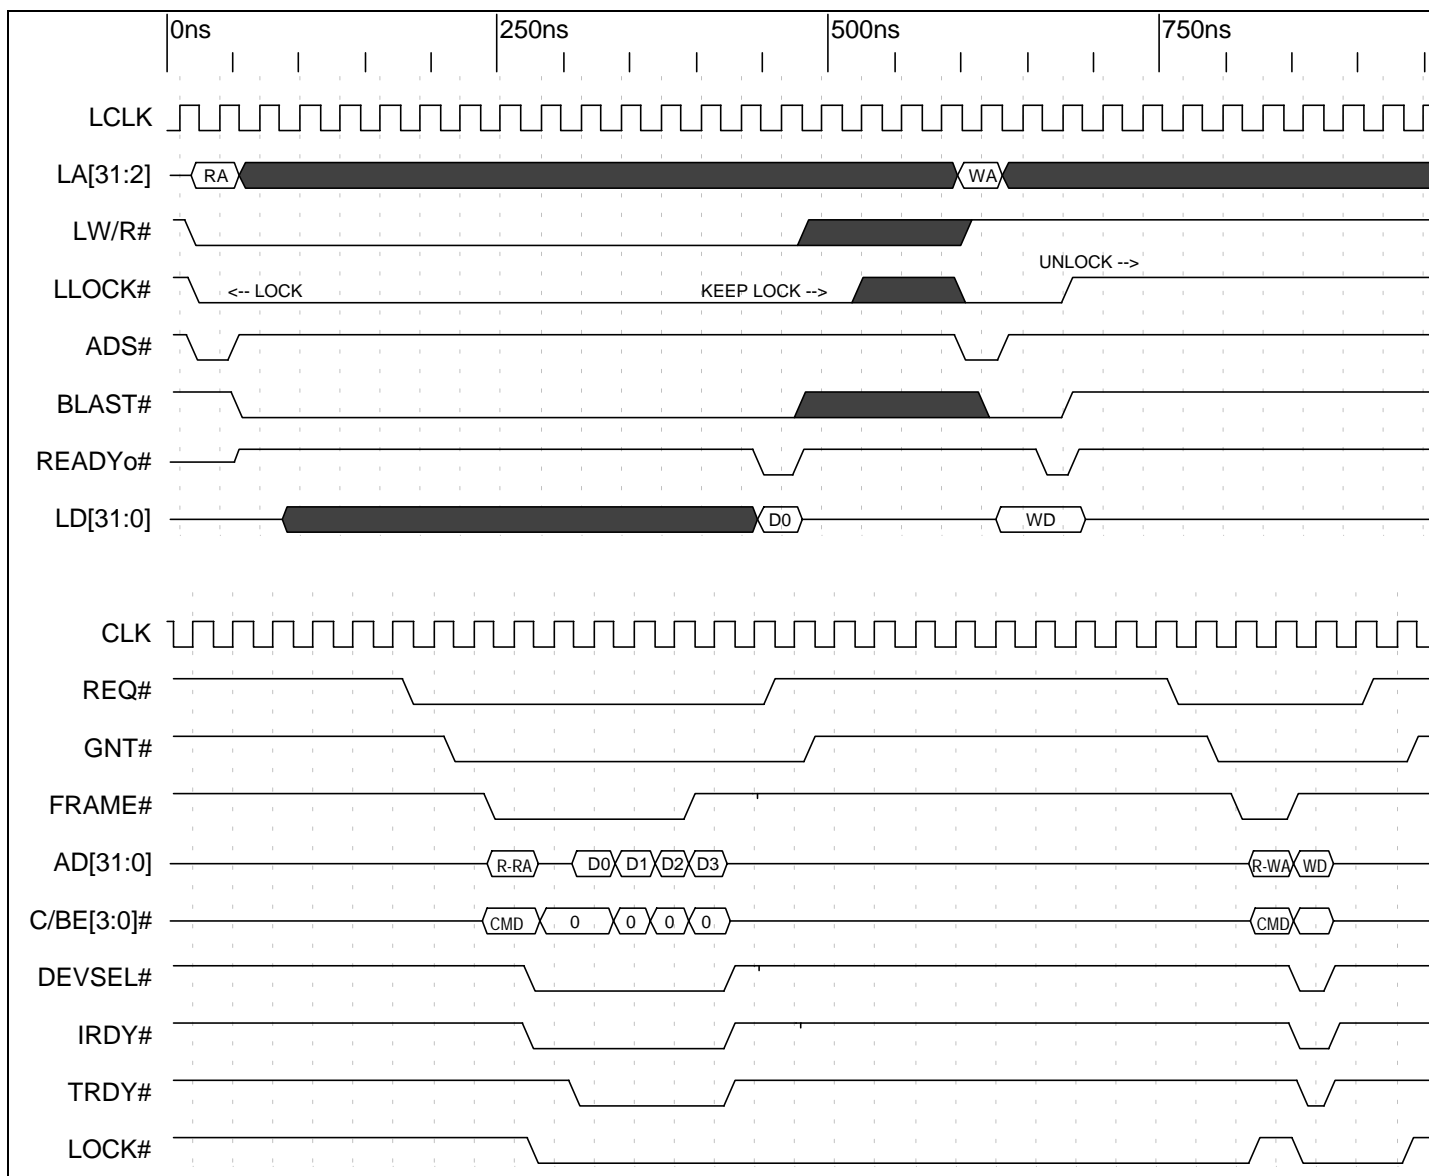 0ns 250ns 500ns 750ns
LCLK
LA[31:2] RA WA
LW/R#
UNLOCK -->
LLOCK# <-- LOCK KEEP LOCK -->
ADS#
BLAST#
READYo#
LD[31:0] D0 WD
CLK
REQ#
GNT#
FRAME#
AD[31:0] R-RA D0 D1 D2 D3 R-WA WD
C/BE[3:0]# CMD 0 0 0 0 CMD
DEVSEL#
IRDY#
TRDY#
LOCK#